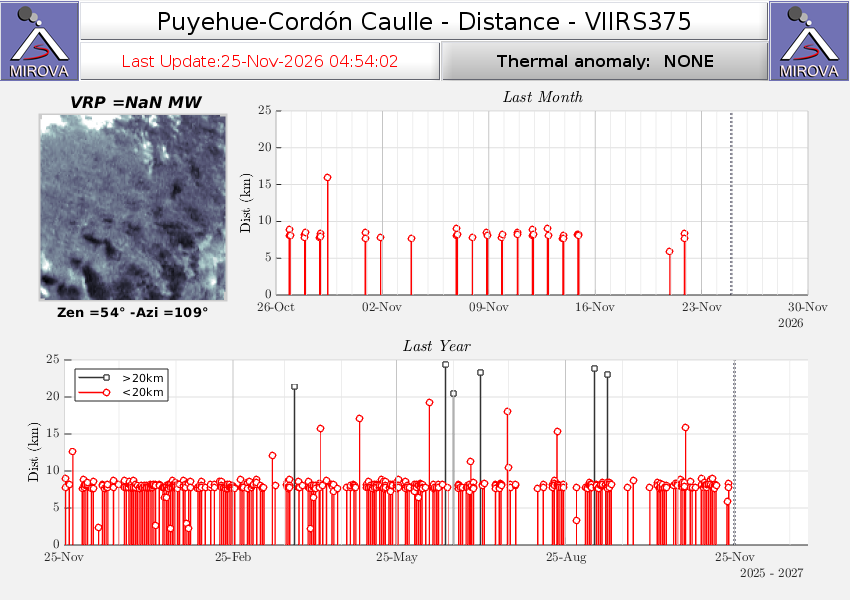 Puyehue-Cordón Caulle - Distance - VIIRS375
MIROVA
Last Update:25-Nov-2026 04:54:02
Thermal anomaly: NONE
MIROVA
VRP =NaN MW
Zen =54° -Azi =109°
Last Month
Dist (km)
25
20
15
10
5
0
26-Oct 02-Nov 09-Nov 16-Nov 23-Nov 30-Nov
2026
Last Year
Dist (km)
25
20
15
10
5
0
>20km
<20km
25-Nov 25-Feb 25-May 25-Aug 25-Nov
2025 - 2027